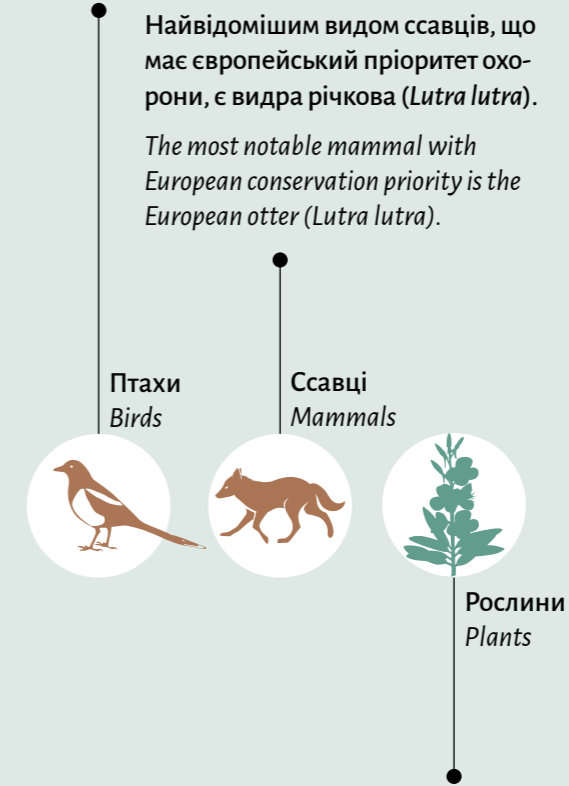 Найвідомішим видом ссавців, що
має європейський пріоритет охо-
рони, є видра річкова (Lutra lutra).
The most notable mammal with
European conservation priority is the
European otter (Lutra lutra).
Птахи
Birds
Ссавці
Mammals
Рослини
Plants